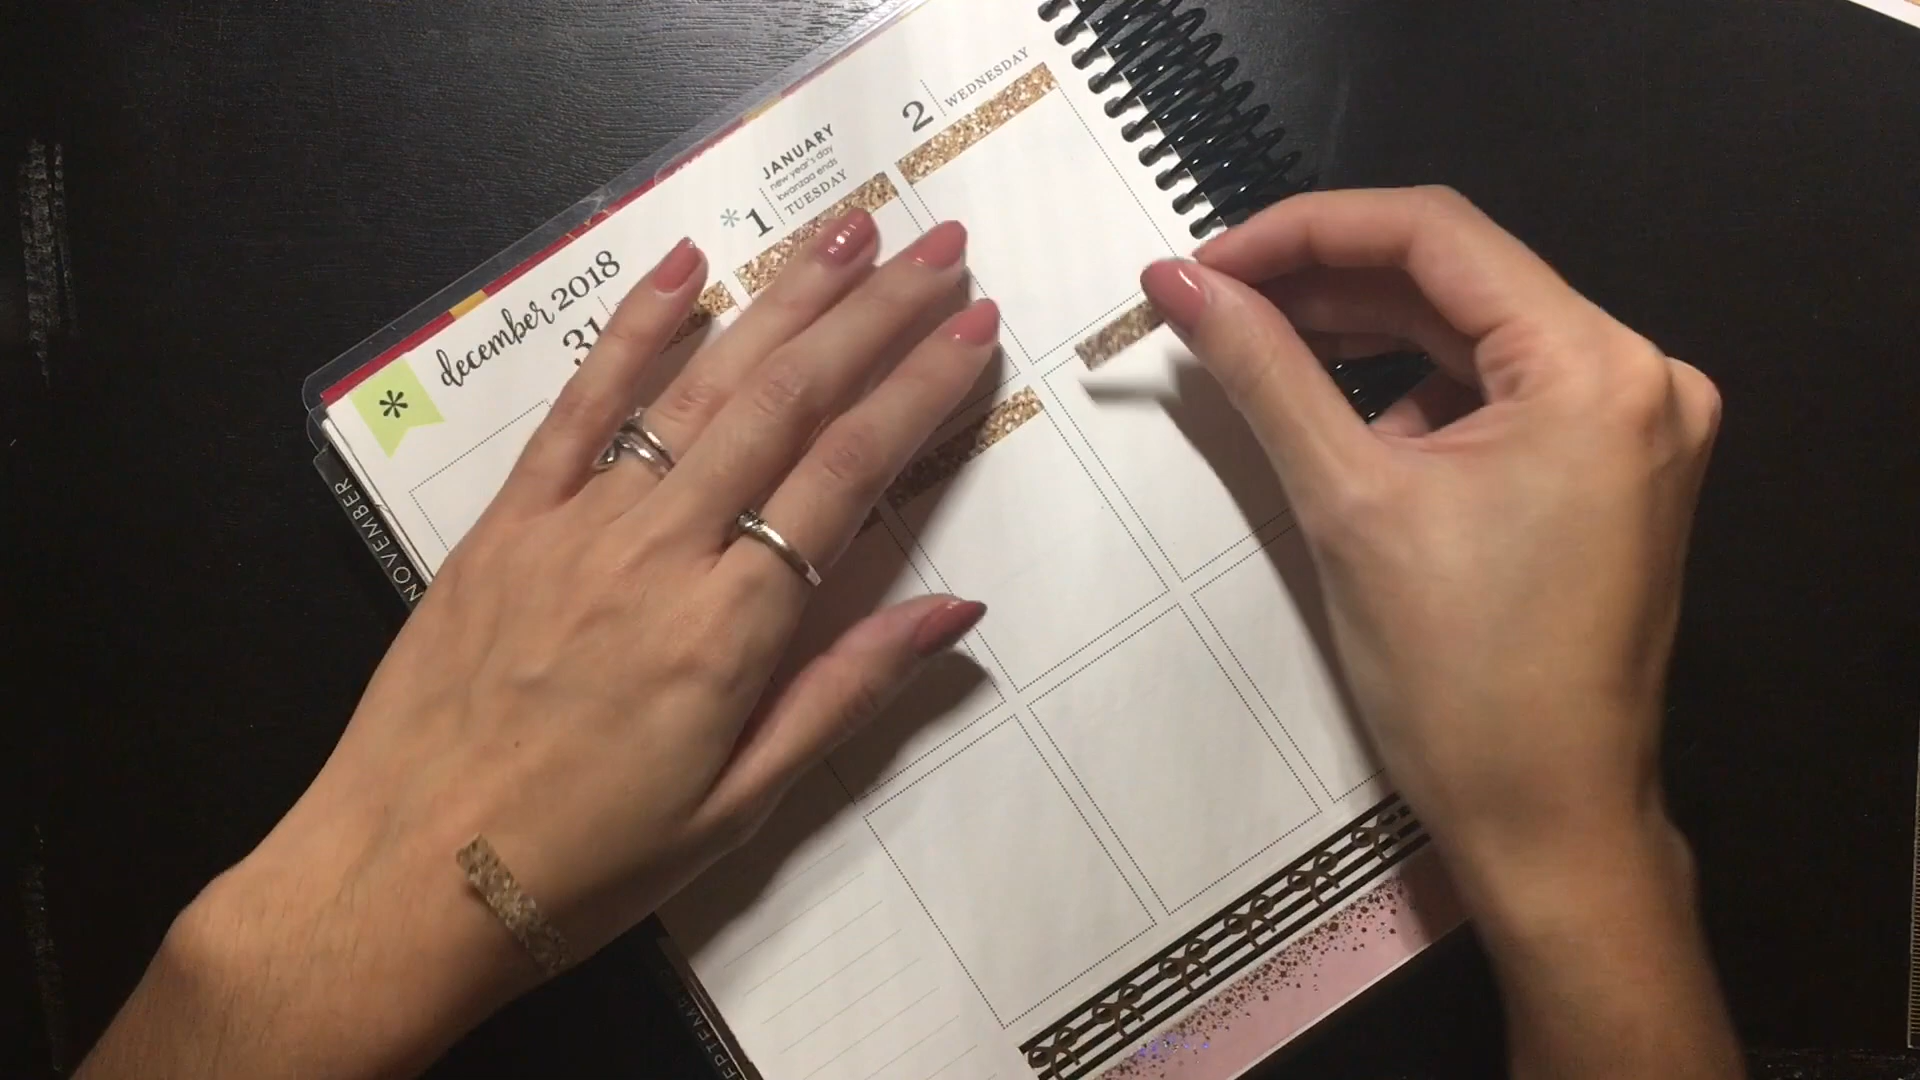 december 2018
31
*1
JANUARY
new year's day
kwanzaa ends
TUESDAY
2
WEDNESDAY
*
NOVEMBER